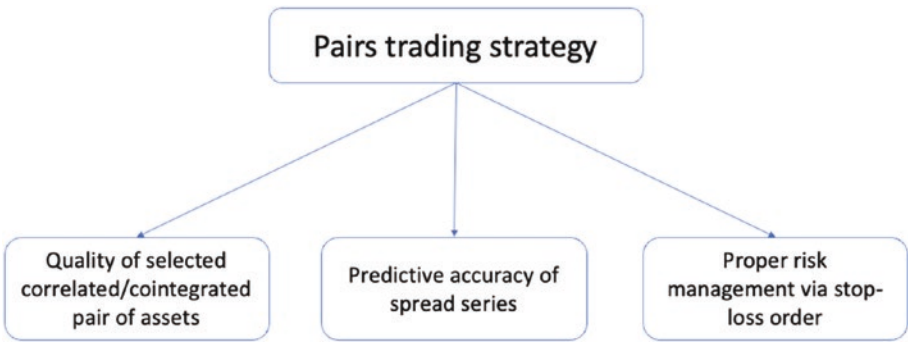 Pairs trading strategy
Quality of selected
correlated/cointegrated
pair of assets
Predictive accuracy of
spread series
Proper risk
management via stop-
loss order